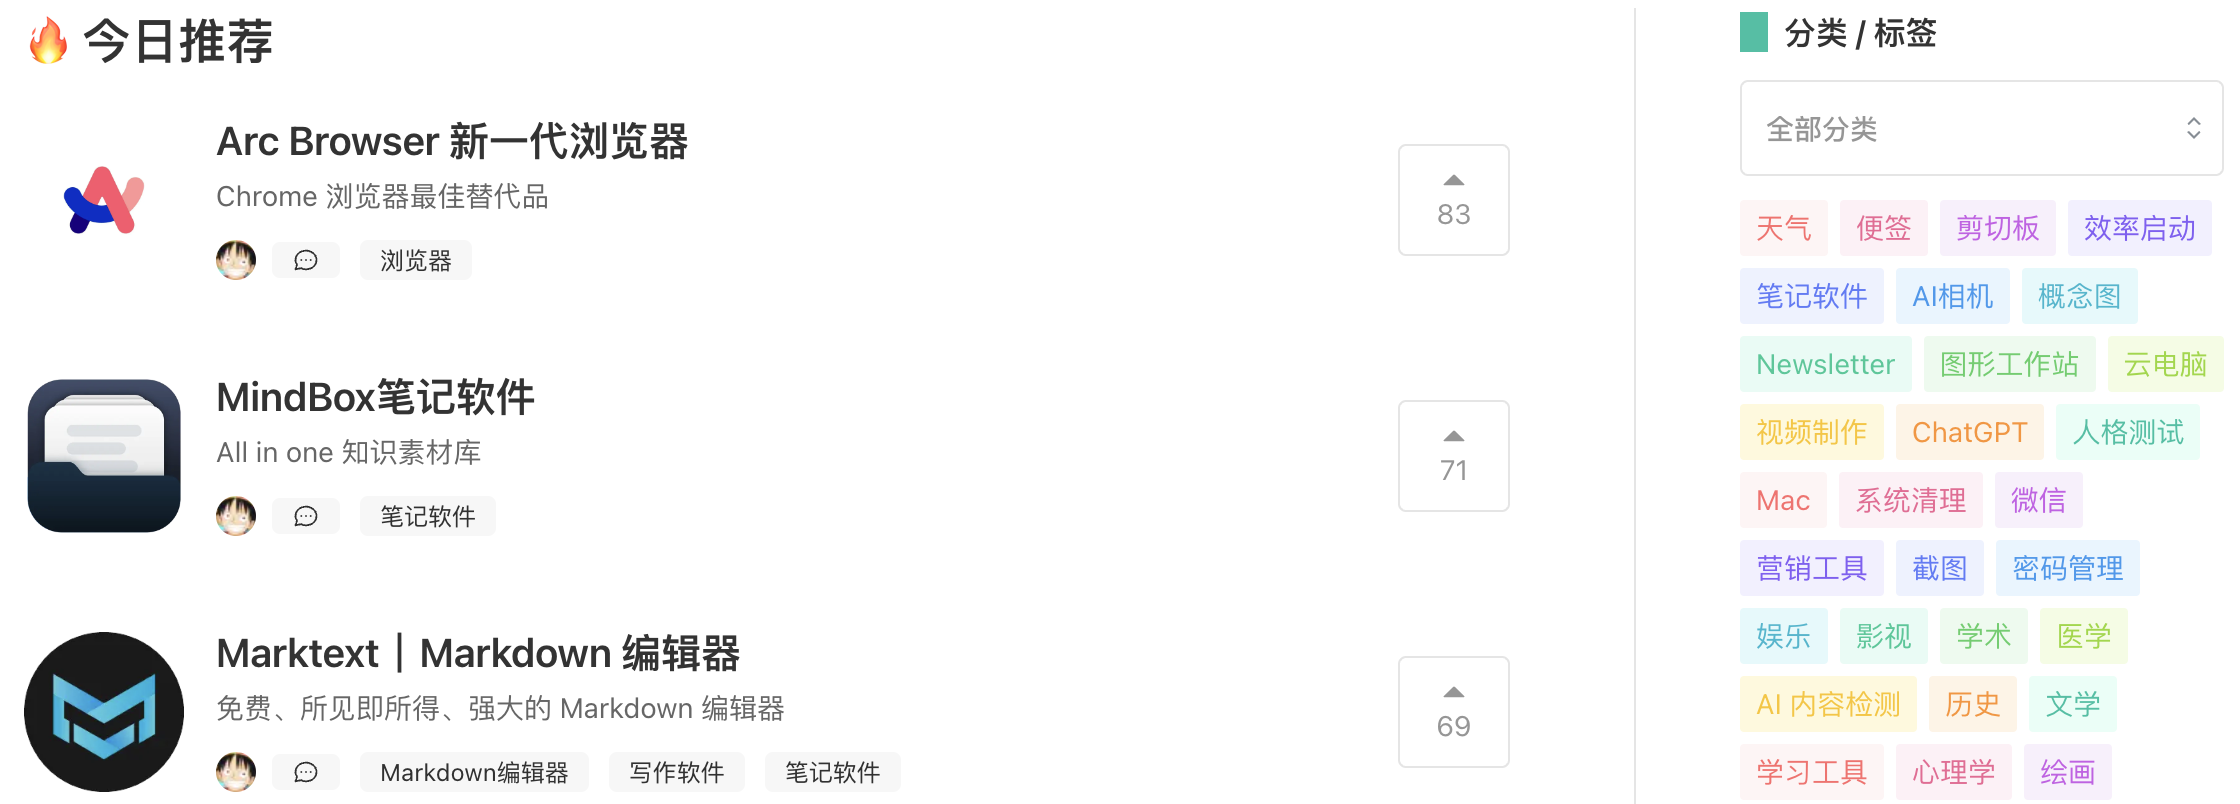 🔥 今日推荐
Arc Browser 新一代浏览器
Chrome 浏览器最佳替代品
浏览器
83
MindBox笔记软件
All in one 知识素材库
笔记软件
71
Marktext｜Markdown 编辑器
免费、所见即所得、强大的 Markdown 编辑器
Markdown编辑器 写作软件 笔记软件
69
分类 / 标签
全部分类
天气 便签 剪切板 效率启动
笔记软件 AI相机 概念图
Newsletter 图形工作站 云电脑
视频制作 ChatGPT 人格测试
Mac 系统清理 微信
营销工具 截图 密码管理
娱乐 影视 学术 医学
AI 内容检测 历史 文学
学习工具 心理学 绘画